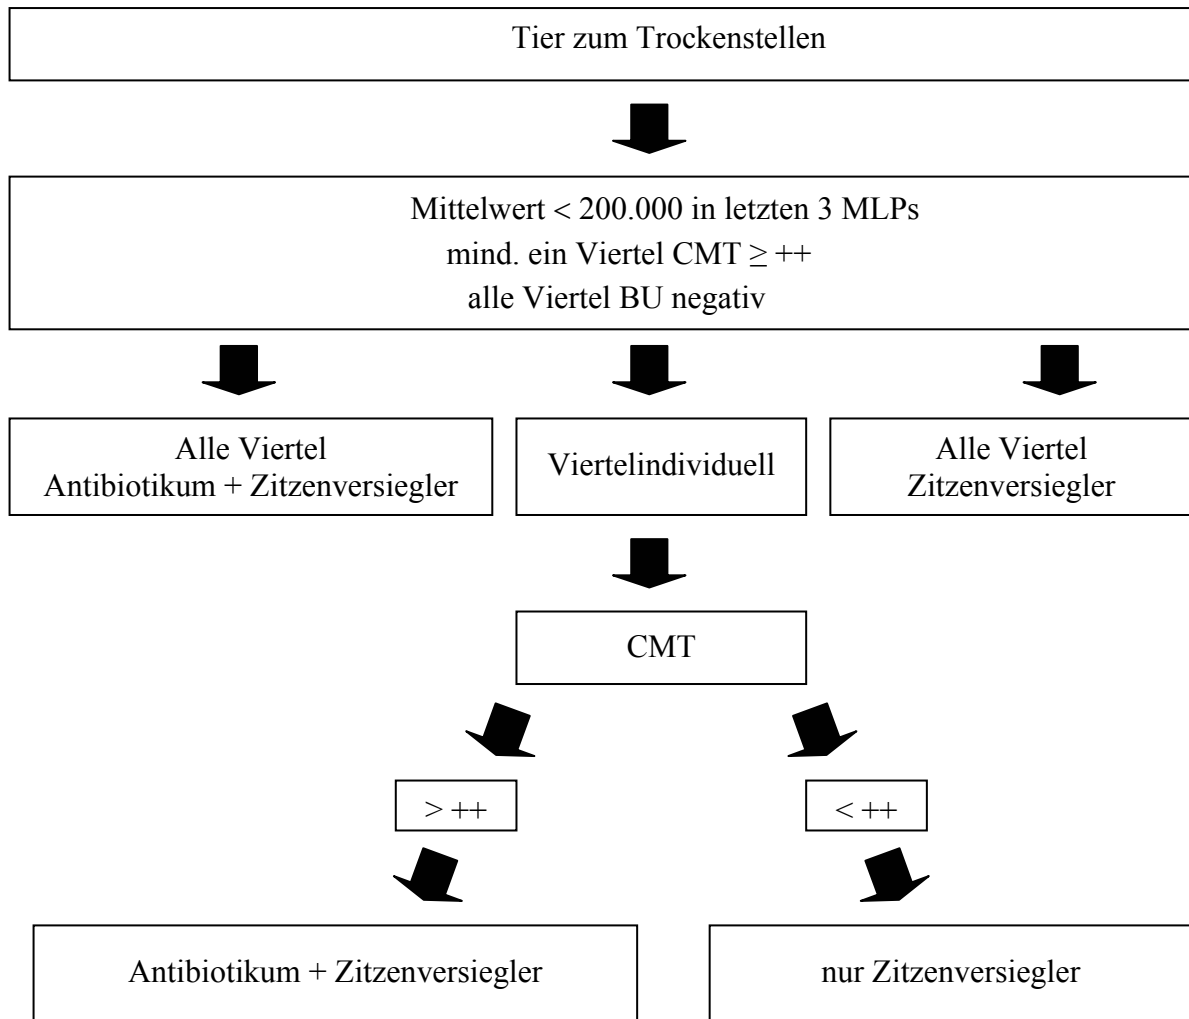 Tier zum Trockenstellen
Mittelwert < 200.000 in letzten 3 MLPs
mind. ein Viertel CMT ≥ ++
alle Viertel BU negativ
Alle Viertel
Antibiotikum + Zitzenversiegler
Viertelindividuell
Alle Viertel
Zitzenversiegler
CMT
> ++
< ++
Antibiotikum + Zitzenversiegler
nur Zitzenversiegler